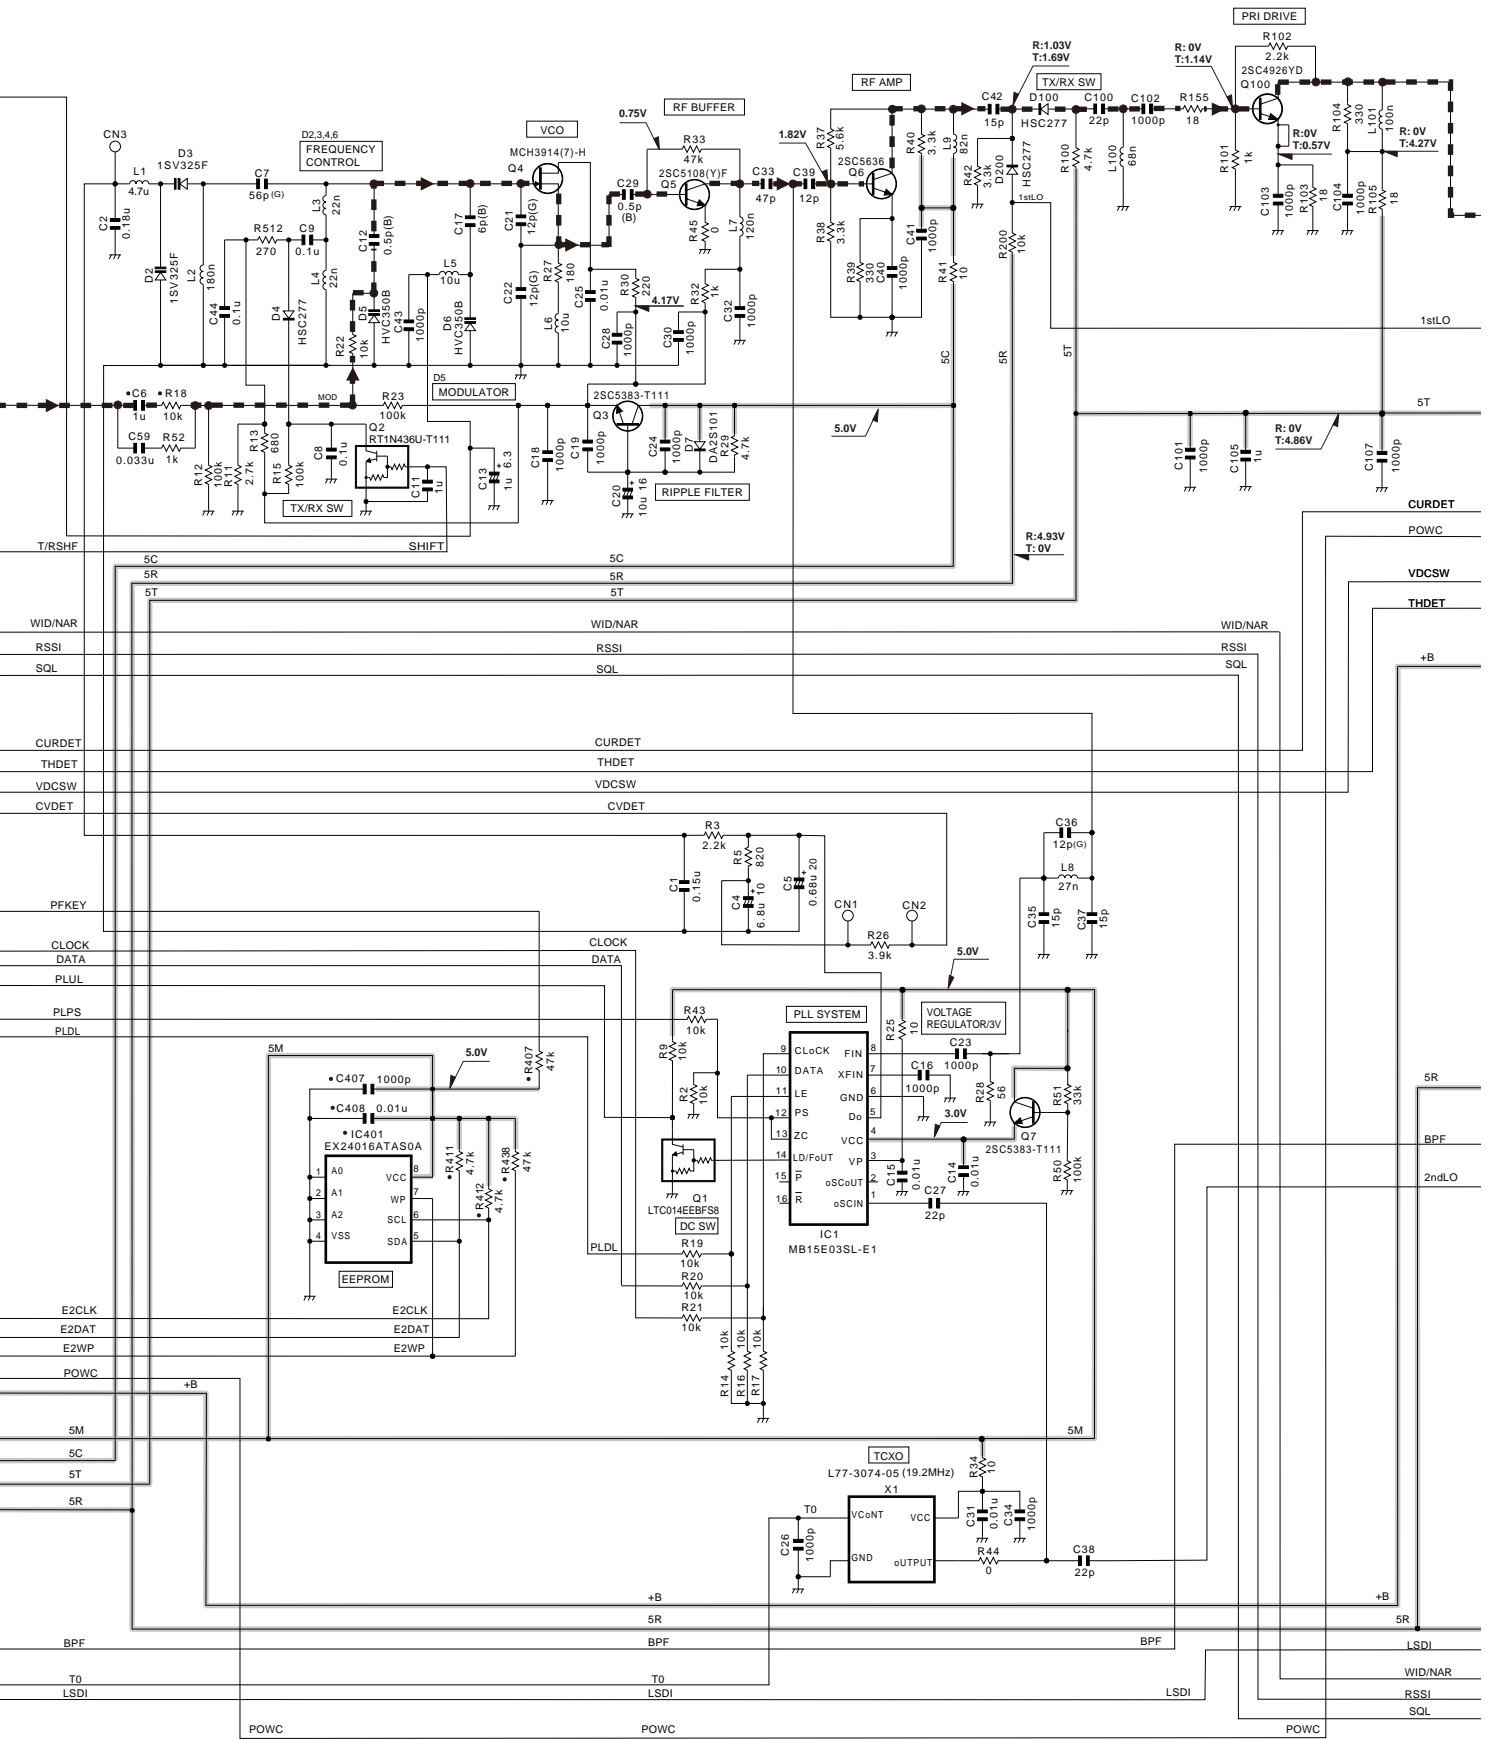 PRI DRIVE
R102
2.2k
2SC4926YD
Q100
R: 0V
T:1.14V
R:1.03V
T:1.69V
TX/RX SW
C42
15p
D100
HSC277
C100
22p
C102
1000p
R155
18
R104
330
L101
100n
R: 0V
T:4.27V
R:0V
T:0.57V
R101
1k
C103
1000p
R103
18
C104
1000p
R105
18
RF AMP
R37
5.6k
2SC5636
Q6
R40
3.3k
L9
82n
R42
3.3k
D200
HSC277
R100
4.7k
L100
68n
1stLO
R200
10k
1.82V
C39
12p
C33
47p
R38
3.3k
R39
330
C40
1000p
C41
1000p
R41
10
1stLO
5C
5R
5T
RF BUFFER
0.75V
R33
47k
2SC5108(Y)F
Q5
C29
0.5p
(B)
R45
0
L7
120n
R30
220
4.17V
R32
1k
C32
1000p
C28
1000p
C30
1000p
VCO
MCH3914(7)-H
Q4
C21
12p(G)
C22
12p(G)
R27
180
L6
10u
C25
0.01u
C17
6p(B)
L5
10u
D6
HVC350B
C43
1000p
D2,3,4,6
FREQUENCY
CONTROL
CN3
L1
4.7u
D3
1SV325F
C7
56p(G)
C2
0.18u
D2
1SV325F
L2
180n
R512
270
C9
0.1u
L3
22n
L4
22n
C44
0.1u
D4
HSC277
C12
0.5p(B)
D5
HVC350B
R22
10k
D5
MODULATOR
C6
1u
R18
10k
C59
0.033u
R52
1k
MOD
R23
100k
R12
100k
R11
2.7k
R13
680
R15
100k
C8
0.1u
Q2
RT1N436U-T111
C11
1u
TX/RX SW
C13
1u 6.3
+
C18
1000p
C19
1000p
2SC5383-T111
Q3
C20
10u 16
+
C24
1000p
D7
DA2S101
R29
4.7k
RIPPLE FILTER
5.0V
5T
R: 0V
T:4.86V
C101
1000p
C105
1u
C107
1000p
CURDET
POWC
VDCSW
THDET
+B
R:4.93V
T: 0V
T/RSHF
SHIFT
5C
5C
5R
5R
5T
5T
WID/NAR
WID/NAR
WID/NAR
RSSI
RSSI
RSSI
SQL
SQL
SQL
CURDET
CURDET
THDET
THDET
VDCSW
VDCSW
CVDET
CVDET
R3
2.2k
R5
820
C1
0.15u
C4
6.8u 10
+
C5
0.68u 20
+
CN1
CN2
R26
3.9k
C36
12p(G)
L8
27n
C35
15p
C37
15p
PFKEY
CLOCK
CLOCK
DATA
DATA
PLUL
PLPS
PLDL
5.0V
R43
10k
R9
10k
R2
10k
PLL SYSTEM
R25
10
VOLTAGE
REGULATOR/3V
C23
1000p
C16
1000p
R28
56
R51
33k
Q7
2SC5383-T111
R50
100k
3.0V
C15
0.01u
C14
0.01u
C27
22p
9 CLoCK
10 DATA
11 LE
12 PS
13 ZC
14 LD/FoUT
15 P
16 R
FIN 8
XFIN 7
GND 6
Do 5
VCC 4
VP 3
oSCoUT 2
oSCIN 1
IC1
MB15E03SL-E1
Q1
LTC014EEBFS8
DC SW
5M
5.0V
C407 1000p
C408 0.01u
IC401
EX24016ATAS0A
R407
47k
R411
4.7k
R412
4.7k
R438
47k
1 A0
2 A1
3 A2
4 VSS
VCC 8
WP 7
SCL 6
SDA 5
EEPROM
PLDL
R19
10k
R20
10k
R21
10k
R14
10k
R16
10k
R17
10k
5R
BPF
2ndLO
E2CLK
E2CLK
E2DAT
E2DAT
E2WP
E2WP
POWC
+B
5M
5M
5C
5T
5R
TCXO
L77-3074-05 (19.2MHz)
X1
VCoNT
VCC
GND
oUTPUT
T0
C26
1000p
R34
10
C31
0.01u
C34
1000p
R44
0
C38
22p
+B
+B
5R
5R
BPF
BPF
BPF
LSDI
T0
T0
WID/NAR
LSDI
LSDI
LSDI
RSSI
SQL
POWC
POWC
POWC